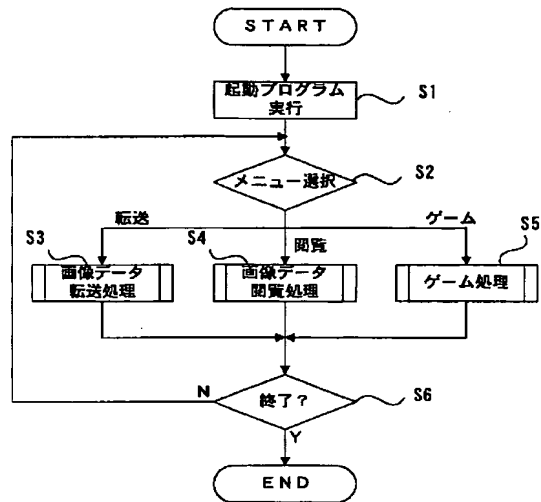 START
起動プログラム
実行
S1
メニュー選択
S2
転送
閲覧
ゲーム
S3
画像データ
転送処理
S4
画像データ
閲覧処理
S5
ゲーム処理
N
終了?
S6
Y
END